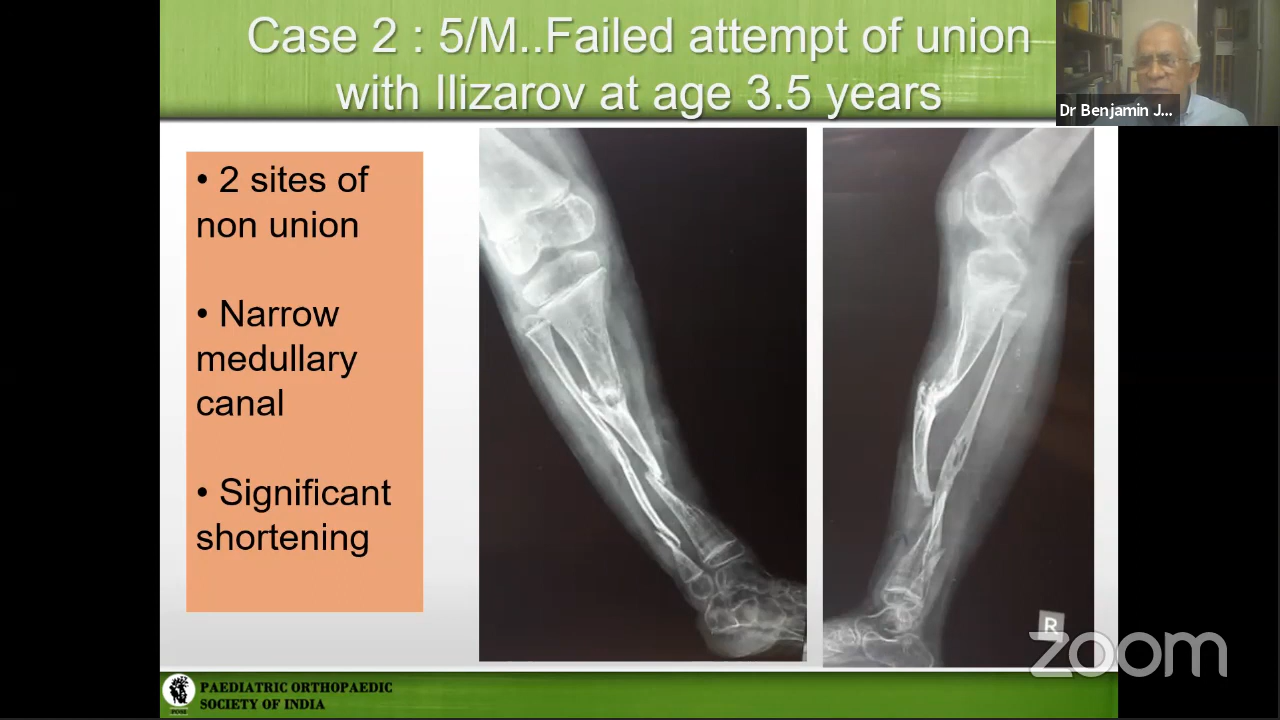 Case 2 : 5/M..Failed attempt of union
with Ilizarov at age 3.5 years
Dr Benjamin J...
• 2 sites of
non union
• Narrow
medullary
canal
• Significant
shortening
R
zoom
PAEDIATRIC ORTHOPAEDIC
SOCIETY OF INDIA